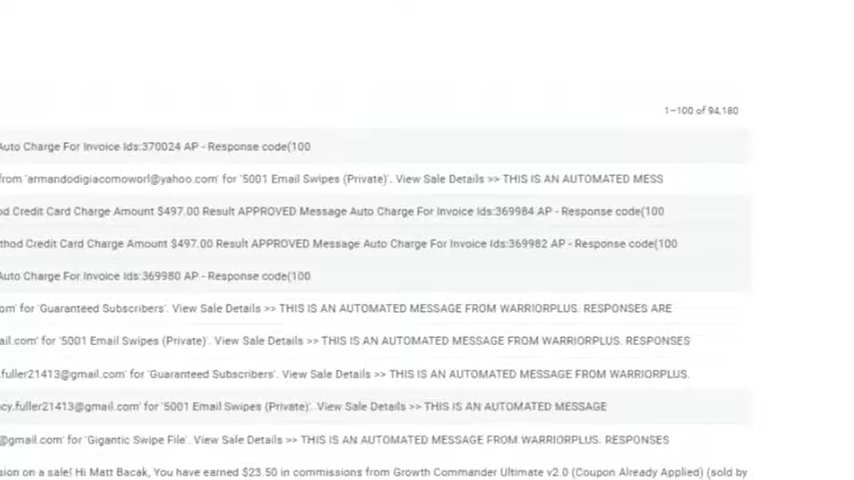 1–100 of 94,180
Auto Charge For Invoice Ids:370024 AP - Response code(100
from 'armandodigiacomoworl@yahoo.com' for '5001 Email Swipes (Private)'. View Sale Details >> THIS IS AN AUTOMATED MESS
od Credit Card Charge Amount $497.00 Result APPROVED Message Auto Charge For Invoice Ids:369984 AP - Response code(100
thod Credit Card Charge Amount $497.00 Result APPROVED Message Auto Charge For Invoice Ids:369982 AP - Response code(100
Auto Charge For Invoice Ids:369980 AP - Response code(100
om' for 'Guaranteed Subscribers'. View Sale Details >> THIS IS AN AUTOMATED MESSAGE FROM WARRIORPLUS. RESPONSES ARE
ail.com' for '5001 Email Swipes (Private)'. View Sale Details >> THIS IS AN AUTOMATED MESSAGE FROM WARRIORPLUS. RESPONSES
.fuller21413@gmail.com' for 'Guaranteed Subscribers'. View Sale Details >> THIS IS AN AUTOMATED MESSAGE FROM WARRIORPLUS.
cy.fuller21413@gmail.com' for '5001 Email Swipes (Private)'. View Sale Details >> THIS IS AN AUTOMATED MESSAGE
@gmail.com' for 'Gigantic Swipe File'. View Sale Details >> THIS IS AN AUTOMATED MESSAGE FROM WARRIORPLUS. RESPONSES
sion on a sale! Hi Matt Bacak, You have earned $23.50 in commissions from Growth Commander Ultimate v2.0 (Coupon Already Applied) (sold by